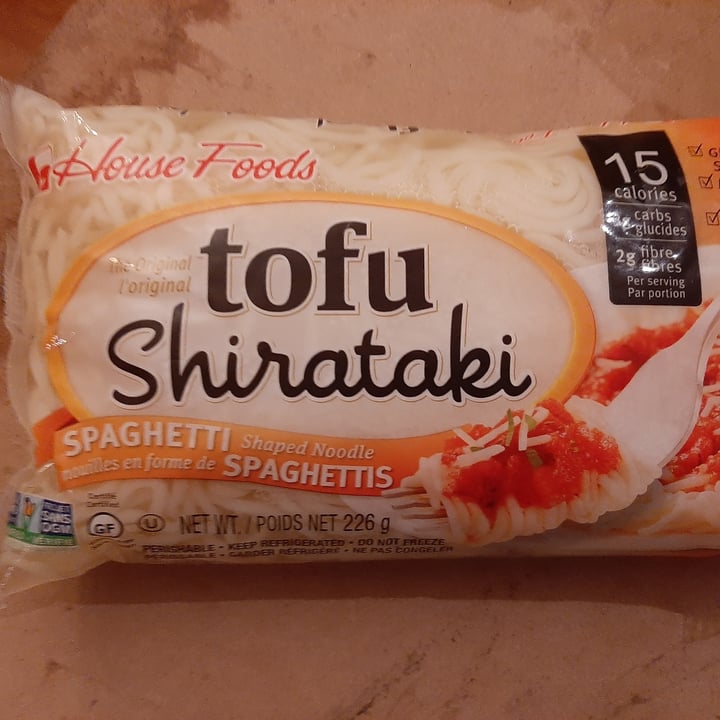 House Foods
The Original
l'original
tofu
Shirataki
SPAGHETTI Shaped Noodle
nouilles en forme de SPAGHETTIS
15
calories
carbs
glucides
2g fibre
fibres
Per serving
Par portion
Certifié
Certified
GF
U
NET WT. / POIDS NET 226 g
PERISHABLE • KEEP REFRIGERATED • DO NOT FREEZE
PÉRISSABLE • GARDER RÉFRIGÉRÉ • NE PAS CONGELER